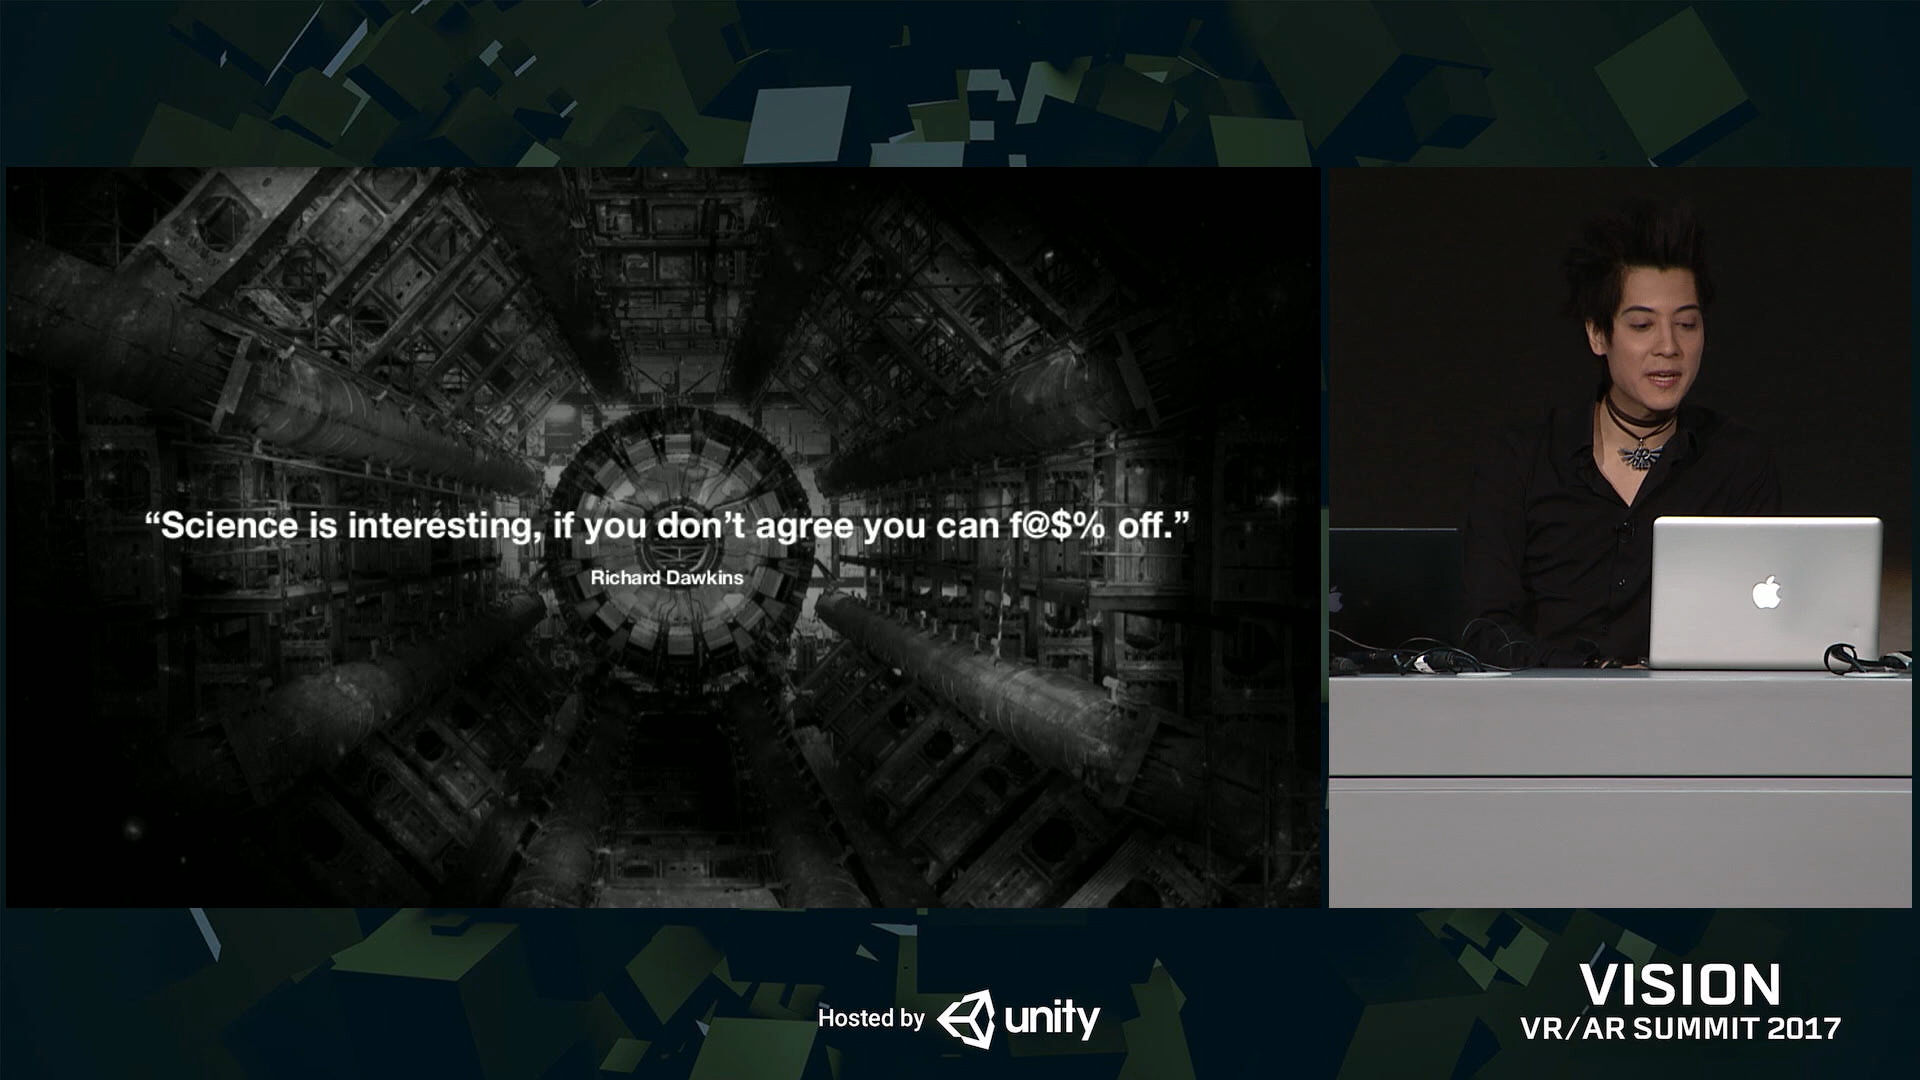 “Science is interesting, if you don’t agree you can f@$% off.”
Richard Dawkins
Hosted by unity
VISION
VR/AR SUMMIT 2017